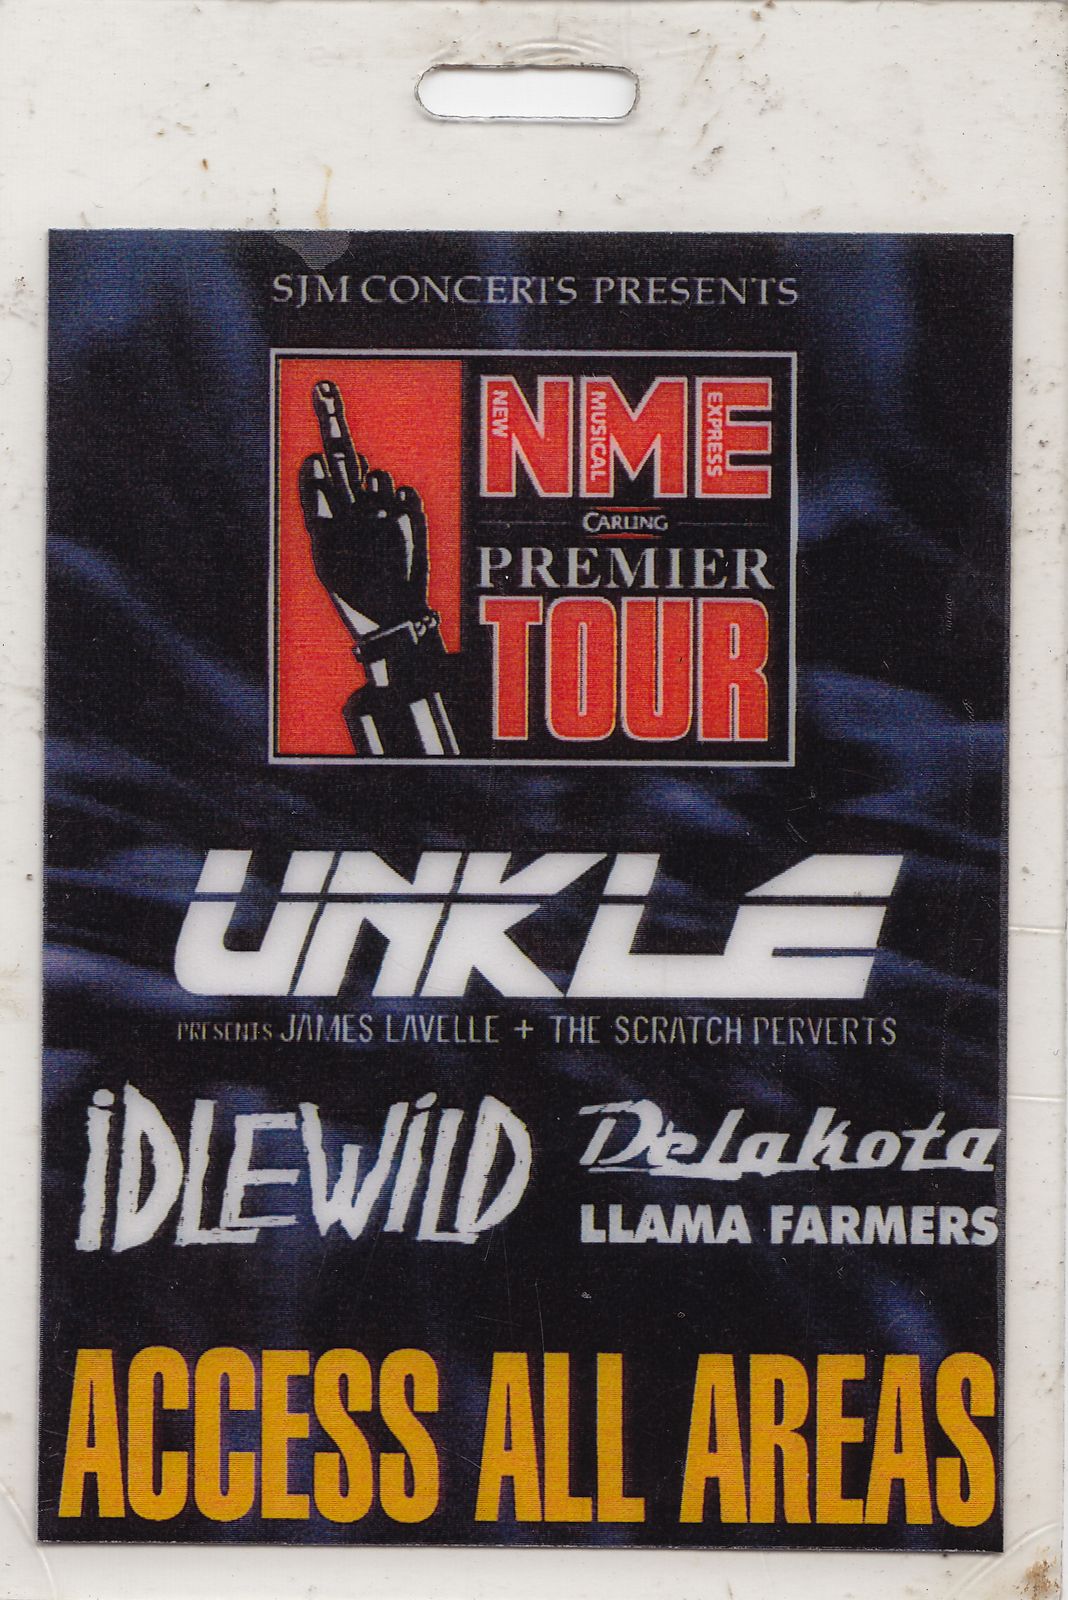 SJM CONCERTS PRESENTS
NME
NEW MUSICAL EXPRESS
CARLING
PREMIER
TOUR
UNKLE
PRESENTS JAMES LAVELLE + THE SCRATCH PERVERTS
iDLEWiLD
Delakota
LLAMA FARMERS
ACCESS ALL AREAS